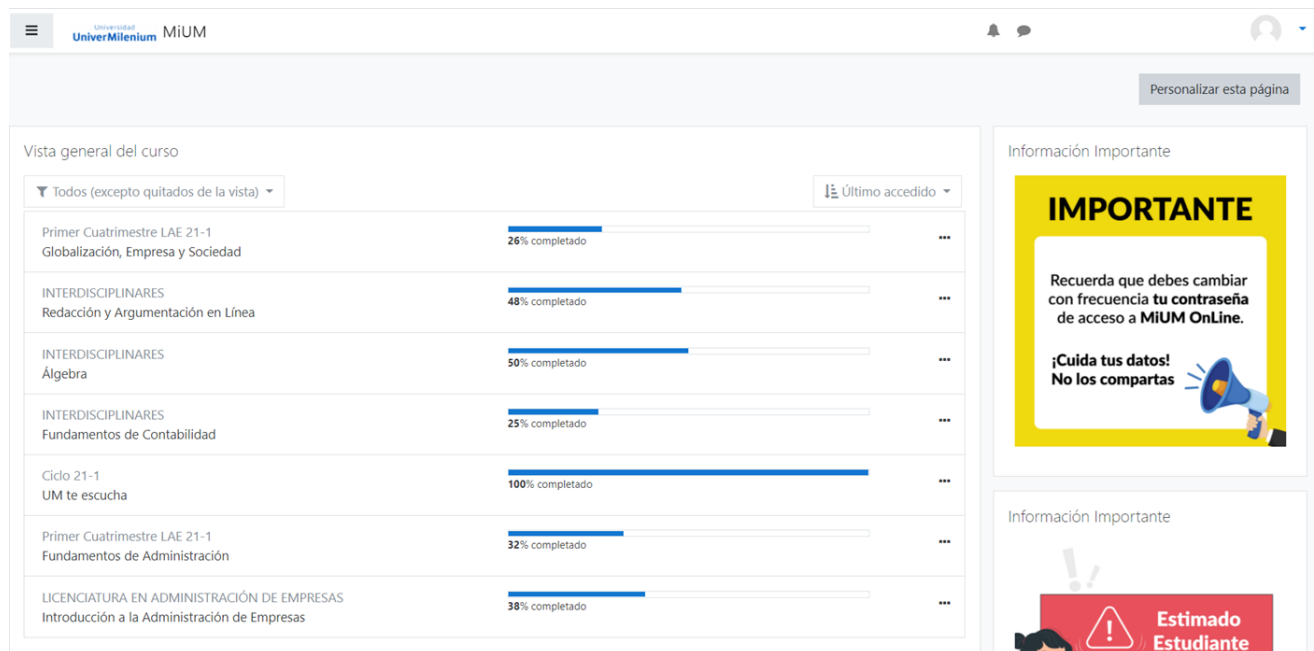 Universidad
UniverMilenium MiUM
Personalizar esta página
Vista general del curso
Todos (excepto quitados de la vista)
Último accedido
Primer Cuatrimestre LAE 21-1
Globalización, Empresa y Sociedad
26% completado
INTERDISCIPLINARES
Redacción y Argumentación en Línea
48% completado
INTERDISCIPLINARES
Álgebra
50% completado
INTERDISCIPLINARES
Fundamentos de Contabilidad
25% completado
Ciclo 21-1
UM te escucha
100% completado
Primer Cuatrimestre LAE 21-1
Fundamentos de Administración
32% completado
LICENCIATURA EN ADMINISTRACIÓN DE EMPRESAS
Introducción a la Administración de Empresas
38% completado
Información Importante
IMPORTANTE
Recuerda que debes cambiar
con frecuencia tu contraseña
de acceso a MiUM OnLine.
¡Cuida tus datos!
No los compartas
Información Importante
Estimado
Estudiante